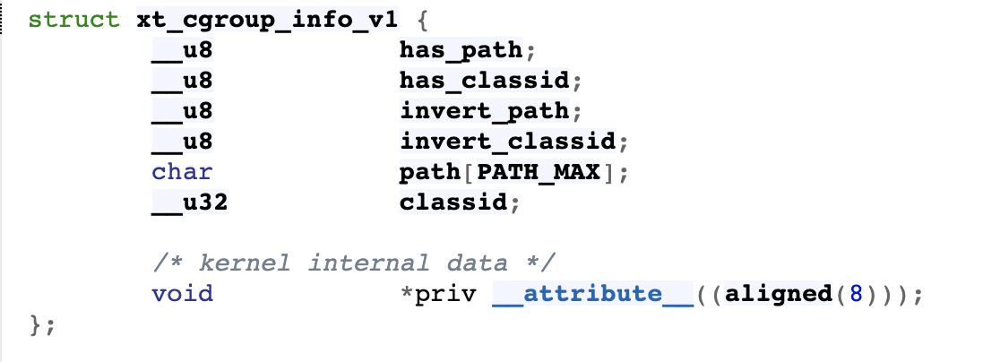 struct xt_cgroup_info_v1 {
__u8 has_path;
__u8 has_classid;
__u8 invert_path;
__u8 invert_classid;
char path[PATH_MAX];
__u32 classid;
/* kernel internal data */
void *priv __attribute__((aligned(8)));
};